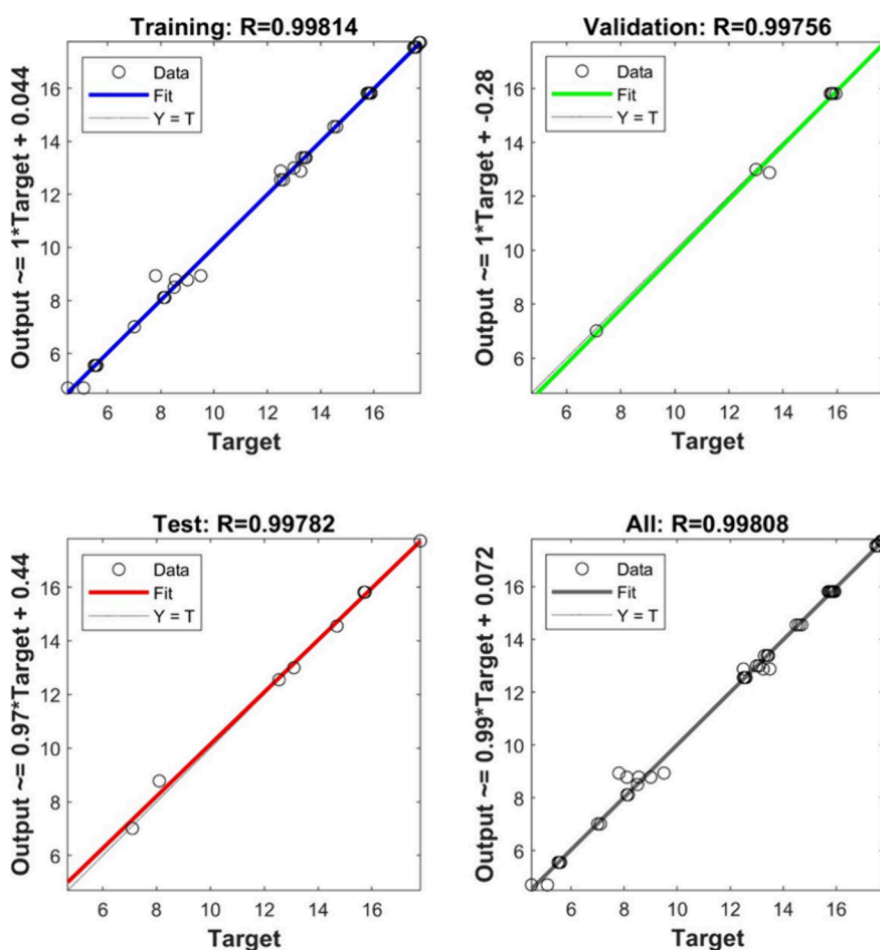 Training: R=0.99814
Output ~= 1*Target + 0.044
Data
Fit
Y = T
16
14
12
10
8
6
6 8 10 12 14 16
Target
Validation: R=0.99756
Output ~= 1*Target + -0.28
Data
Fit
Y = T
16
14
12
10
8
6
6 8 10 12 14 16
Target
Test: R=0.99782
Output ~= 0.97*Target + 0.44
Data
Fit
Y = T
16
14
12
10
8
6
6 8 10 12 14 16
Target
All: R=0.99808
Output ~= 0.99*Target + 0.072
Data
Fit
Y = T
16
14
12
10
8
6
6 8 10 12 14 16
Target